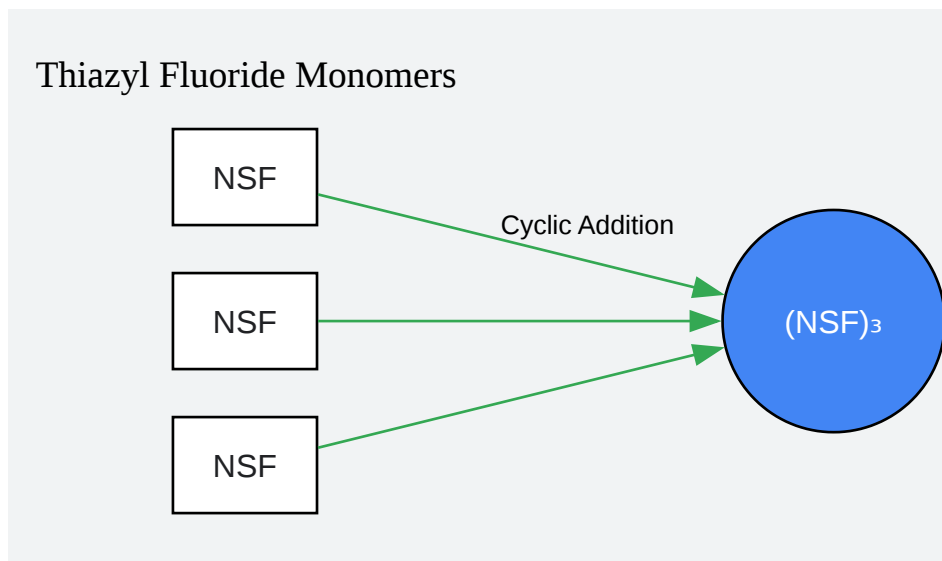 Thiazyl Fluoride Monomers
NSF
Cyclic Addition
NSF
(NSF)₃
NSF